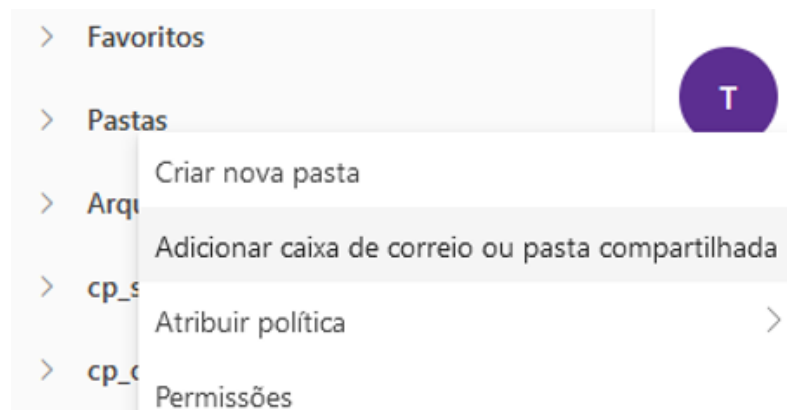 Favoritos
T
Pastas
Criar nova pasta
Adicionar caixa de correio ou pasta compartilhada
Atribuir política
Permissões